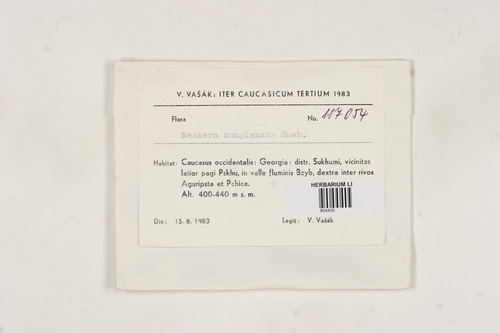 V. VAŠÁK: ITER CAUCASICUM TERTIUM 1983
Flora No. 117054
Neckera complanata Hueb.
Habitat: Caucasus occidentalis: Georgia: distr. Sukhumi, vicinitas
latior pagi Pskhu, in valle fluminis Bzyb, dextra inter rivos
Aguripsta et Pchica.
Alt. 400-440 m s. m.
HERBARIUM LI
604400
Die: 15. 8. 1983 Legit: V. Vašák